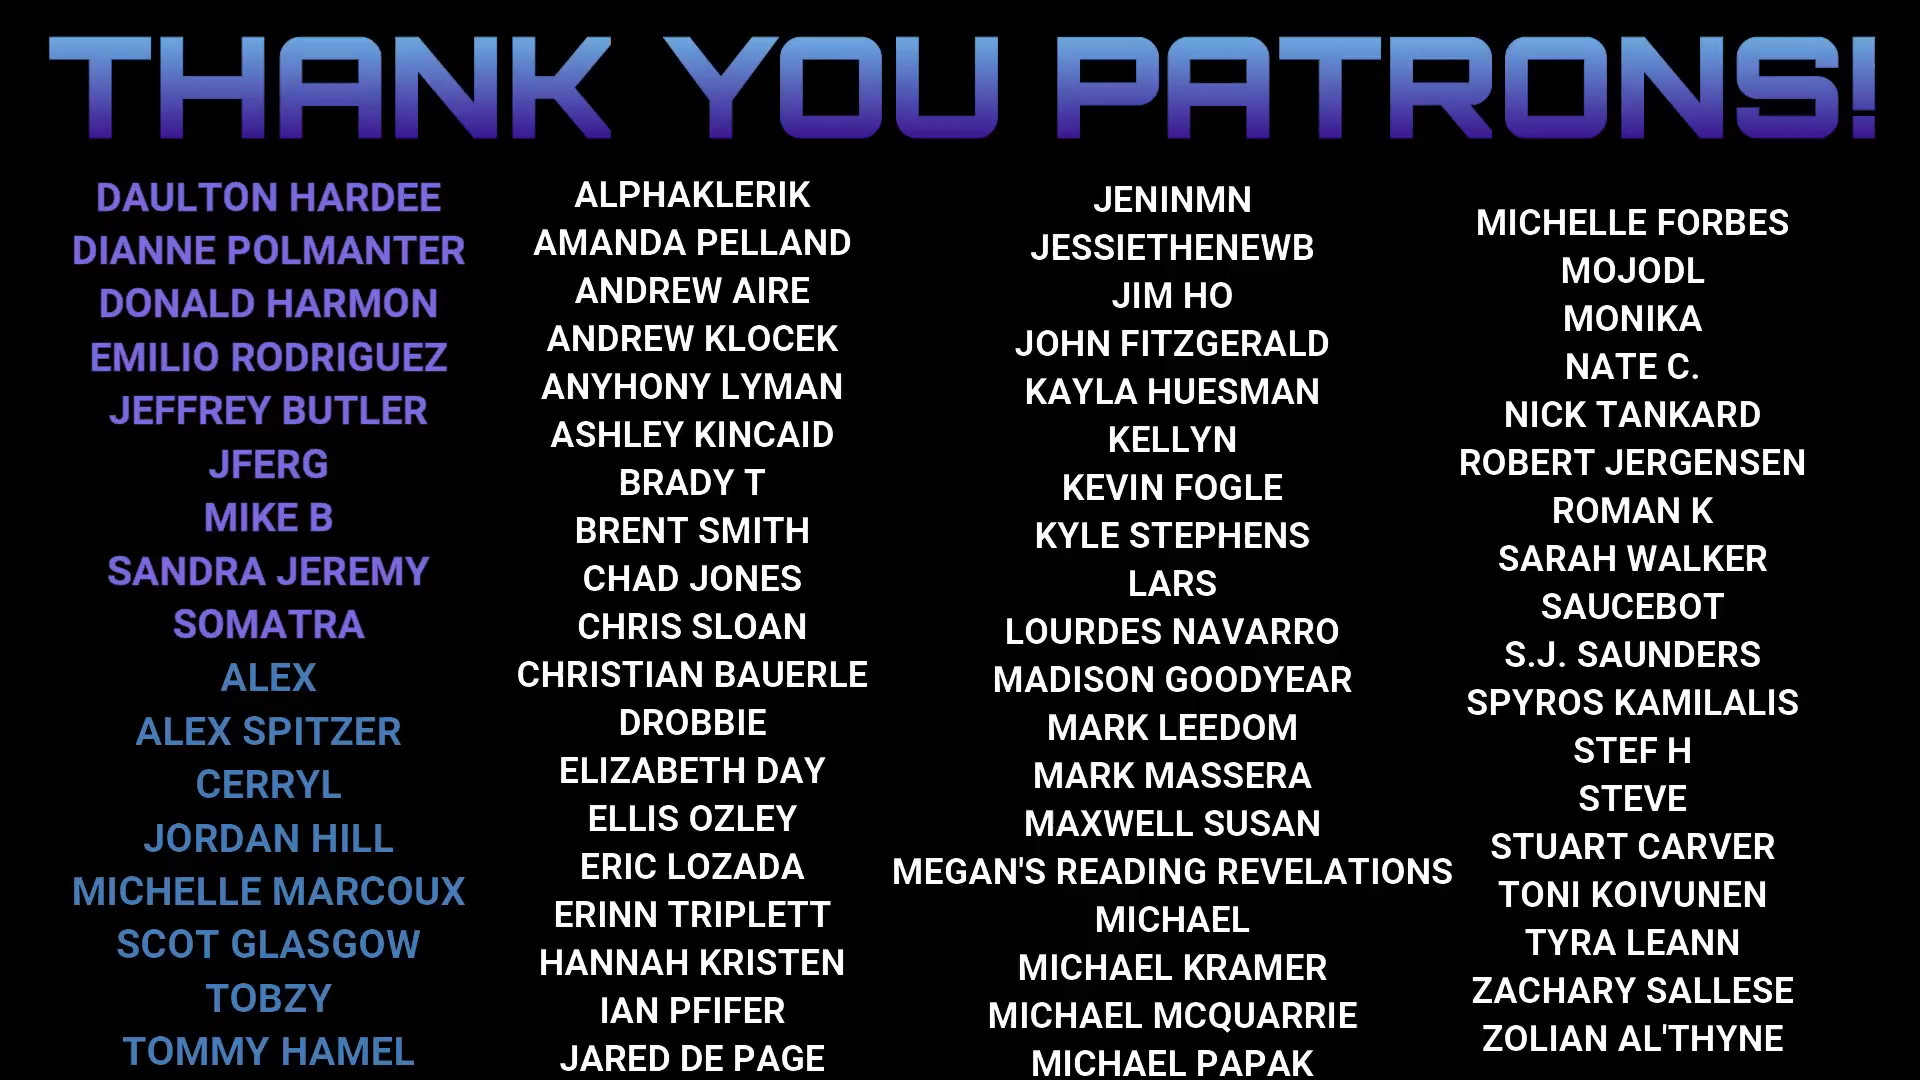 THANK YOU PATRONS!
DAULTON HARDEE
DIANNE POLMANTER
DONALD HARMON
EMILIO RODRIGUEZ
JEFFREY BUTLER
JFERG
MIKE B
SANDRA JEREMY
SOMATRA
ALEX
ALEX SPITZER
CERRYL
JORDAN HILL
MICHELLE MARCOUX
SCOT GLASGOW
TOBZY
TOMMY HAMEL
ALPHAKLERIK
AMANDA PELLAND
ANDREW AIRE
ANDREW KLOCEK
ANYHONY LYMAN
ASHLEY KINCAID
BRADY T
BRENT SMITH
CHAD JONES
CHRIS SLOAN
CHRISTIAN BAUERLE
DROBBIE
ELIZABETH DAY
ELLIS OZLEY
ERIC LOZADA
ERINN TRIPLETT
HANNAH KRISTEN
IAN PFIFER
JARED DE PAGE
JENINMN
JESSIETHENEWB
JIM HO
JOHN FITZGERALD
KAYLA HUESMAN
KELLYN
KEVIN FOGLE
KYLE STEPHENS
LARS
LOURDES NAVARRO
MADISON GOODYEAR
MARK LEEDOM
MARK MASSERA
MAXWELL SUSAN
MEGAN'S READING REVELATIONS
MICHAEL
MICHAEL KRAMER
MICHAEL MCQUARRIE
MICHAEL PAPAK
MICHELLE FORBES
MOJODL
MONIKA
NATE C.
NICK TANKARD
ROBERT JERGENSEN
ROMAN K
SARAH WALKER
SAUCEBOT
S.J. SAUNDERS
SPYROS KAMILALIS
STEF H
STEVE
STUART CARVER
TONI KOIVUNEN
TYRA LEANN
ZACHARY SALLESE
ZOLIAN AL'THYNE